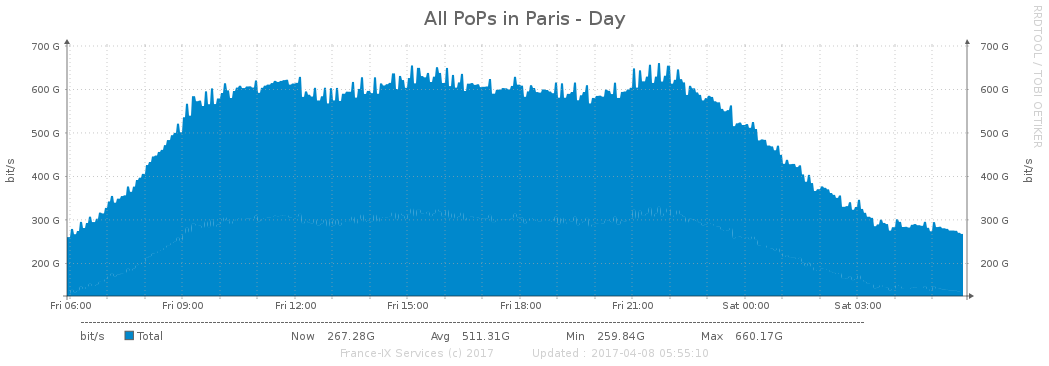 All PoPs in Paris - Day
RRDTOOL / TOBI OETIKER
bit/s
bit/s
700 G 700 G
600 G 600 G
500 G 500 G
400 G 400 G
300 G 300 G
200 G 200 G
Fri 06:00 Fri 09:00 Fri 12:00 Fri 15:00 Fri 18:00 Fri 21:00 Sat 00:00 Sat 03:00
bit/s Total Now 267.28G Avg 511.31G Min 259.84G Max 660.17G
France-IX Services (c) 2017 Updated : 2017-04-08 05:55:10